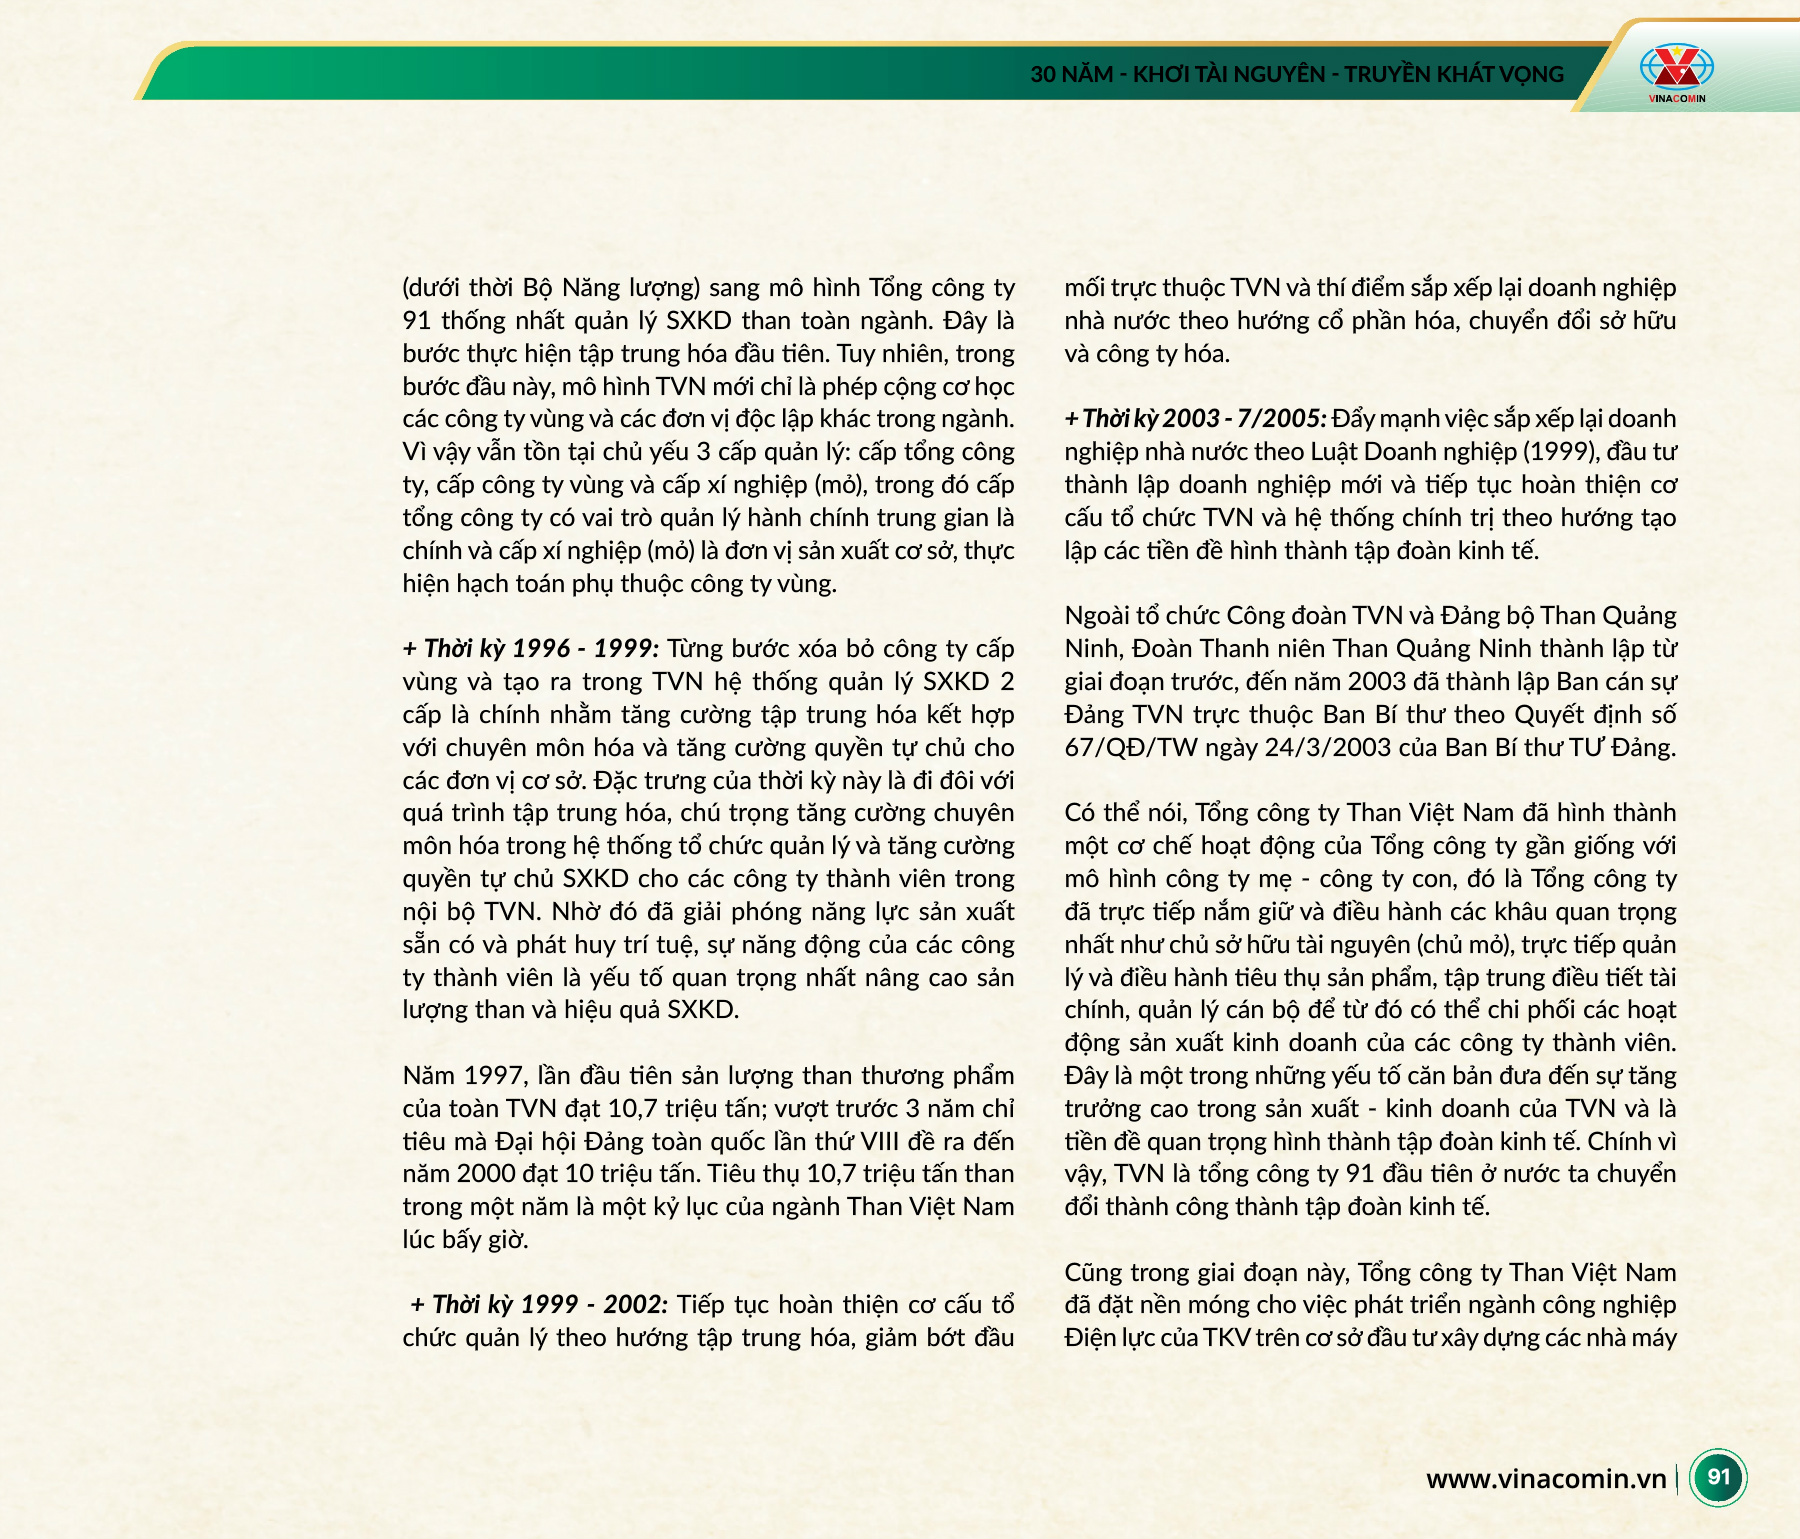 30 NĂM - KHƠI TÀI NGUYÊN - TRUYỀN KHÁT VỌNG
VINACOMIN
(dưới thời Bộ Năng lượng) sang mô hình Tổng công ty
91 thống nhất quản lý SXKD than toàn ngành. Đây là
bước thực hiện tập trung hóa đầu tiên. Tuy nhiên, trong
bước đầu này, mô hình TVN mới chỉ là phép cộng cơ học
các công ty vùng và các đơn vị độc lập khác trong ngành.
Vì vậy vẫn tồn tại chủ yếu 3 cấp quản lý: cấp tổng công
ty, cấp công ty vùng và cấp xí nghiệp (mỏ), trong đó cấp
tổng công ty có vai trò quản lý hành chính trung gian là
chính và cấp xí nghiệp (mỏ) là đơn vị sản xuất cơ sở, thực
hiện hạch toán phụ thuộc công ty vùng.
+ Thời kỳ 1996 - 1999: Từng bước xóa bỏ công ty cấp
vùng và tạo ra trong TVN hệ thống quản lý SXKD 2
cấp là chính nhằm tăng cường tập trung hóa kết hợp
với chuyên môn hóa và tăng cường quyền tự chủ cho
các đơn vị cơ sở. Đặc trưng của thời kỳ này là đi đôi với
quá trình tập trung hóa, chú trọng tăng cường chuyên
môn hóa trong hệ thống tổ chức quản lý và tăng cường
quyền tự chủ SXKD cho các công ty thành viên trong
nội bộ TVN. Nhờ đó đã giải phóng năng lực sản xuất
sẵn có và phát huy trí tuệ, sự năng động của các công
ty thành viên là yếu tố quan trọng nhất nâng cao sản
lượng than và hiệu quả SXKD.
Năm 1997, lần đầu tiên sản lượng than thương phẩm
của toàn TVN đạt 10,7 triệu tấn; vượt trước 3 năm chỉ
tiêu mà Đại hội Đảng toàn quốc lần thứ VIII đề ra đến
năm 2000 đạt 10 triệu tấn. Tiêu thụ 10,7 triệu tấn than
trong một năm là một kỷ lục của ngành Than Việt Nam
lúc bấy giờ.
+ Thời kỳ 1999 - 2002: Tiếp tục hoàn thiện cơ cấu tổ
chức quản lý theo hướng tập trung hóa, giảm bớt đầu
mối trực thuộc TVN và thí điểm sắp xếp lại doanh nghiệp
nhà nước theo hướng cổ phần hóa, chuyển đổi sở hữu
và công ty hóa.
+ Thời kỳ 2003 - 7/2005: Đẩy mạnh việc sắp xếp lại doanh
nghiệp nhà nước theo Luật Doanh nghiệp (1999), đầu tư
thành lập doanh nghiệp mới và tiếp tục hoàn thiện cơ
cấu tổ chức TVN và hệ thống chính trị theo hướng tạo
lập các tiền đề hình thành tập đoàn kinh tế.
Ngoài tổ chức Công đoàn TVN và Đảng bộ Than Quảng
Ninh, Đoàn Thanh niên Than Quảng Ninh thành lập từ
giai đoạn trước, đến năm 2003 đã thành lập Ban cán sự
Đảng TVN trực thuộc Ban Bí thư theo Quyết định số
67/QĐ/TW ngày 24/3/2003 của Ban Bí thư TƯ Đảng.
Có thể nói, Tổng công ty Than Việt Nam đã hình thành
một cơ chế hoạt động của Tổng công ty gần giống với
mô hình công ty mẹ - công ty con, đó là Tổng công ty
đã trực tiếp nắm giữ và điều hành các khâu quan trọng
nhất như chủ sở hữu tài nguyên (chủ mỏ), trực tiếp quản
lý và điều hành tiêu thụ sản phẩm, tập trung điều tiết tài
chính, quản lý cán bộ để từ đó có thể chi phối các hoạt
động sản xuất kinh doanh của các công ty thành viên.
Đây là một trong những yếu tố căn bản đưa đến sự tăng
trưởng cao trong sản xuất - kinh doanh của TVN và là
tiền đề quan trọng hình thành tập đoàn kinh tế. Chính vì
vậy, TVN là tổng công ty 91 đầu tiên ở nước ta chuyển
đổi thành công thành tập đoàn kinh tế.
Cũng trong giai đoạn này, Tổng công ty Than Việt Nam
đã đặt nền móng cho việc phát triển ngành công nghiệp
Điện lực của TKV trên cơ sở đầu tư xây dựng các nhà máy
www.vinacomin.vn
91